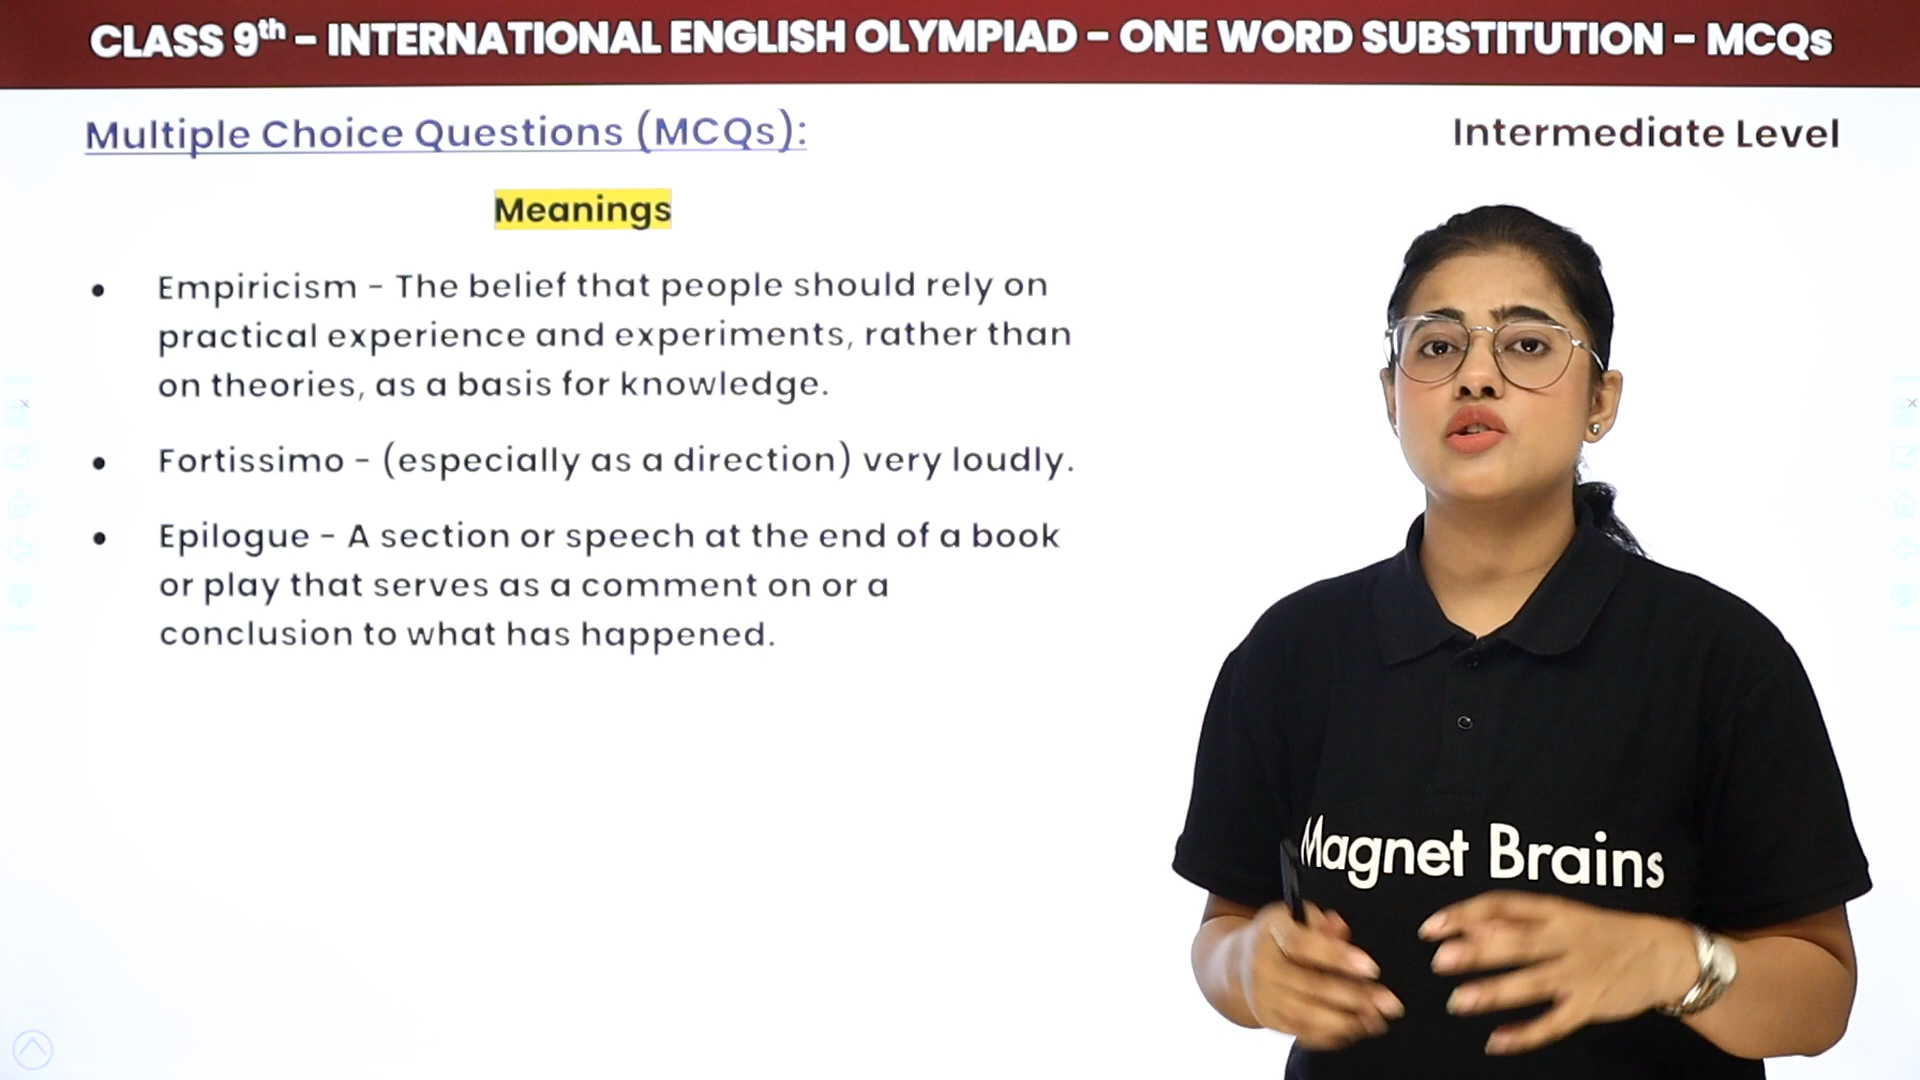 CLASS 9th - INTERNATIONAL ENGLISH OLYMPIAD - ONE WORD SUBSTITUTION - MCQs
Multiple Choice Questions (MCQs):
Intermediate Level
Meanings
• Empiricism - The belief that people should rely on
practical experience and experiments, rather than
on theories, as a basis for knowledge.
• Fortissimo - (especially as a direction) very loudly.
• Epilogue - A section or speech at the end of a book
or play that serves as a comment on or a
conclusion to what has happened.
Magnet Brains